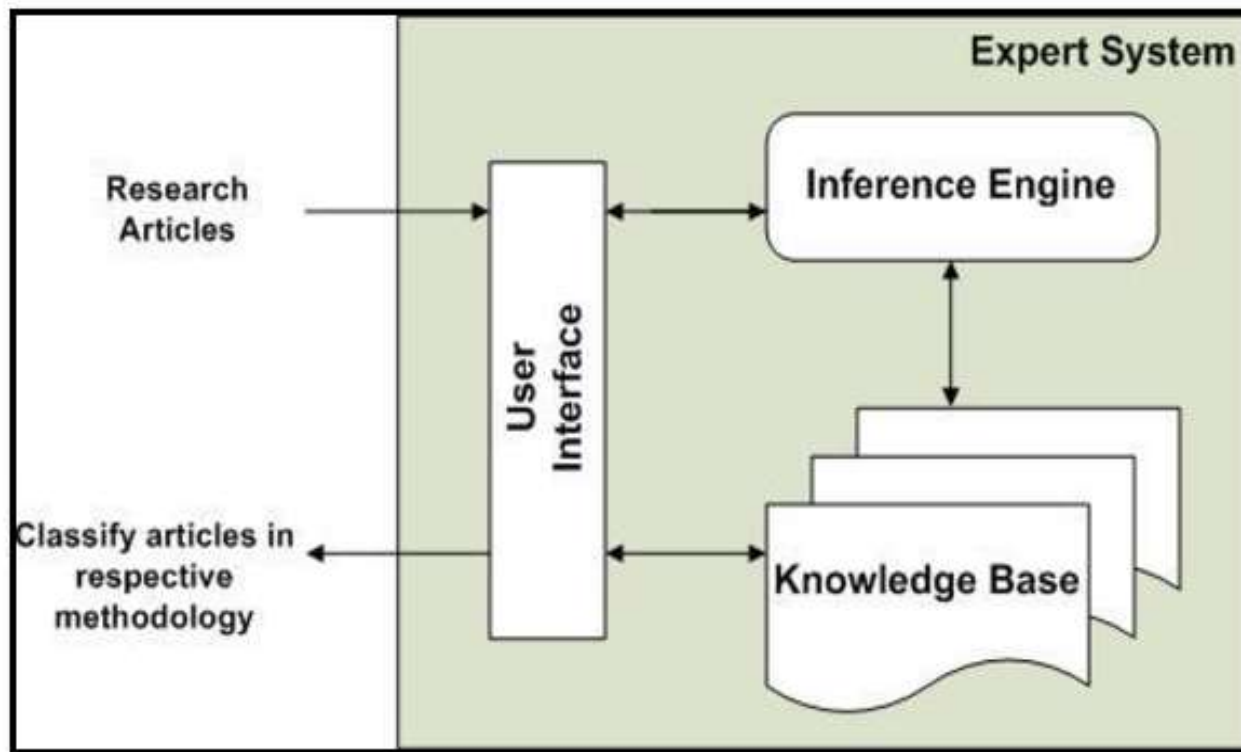 Expert System
Research
Articles
Inference Engine
User
Interface
Classify articles in
respective
methodology
Knowledge Base